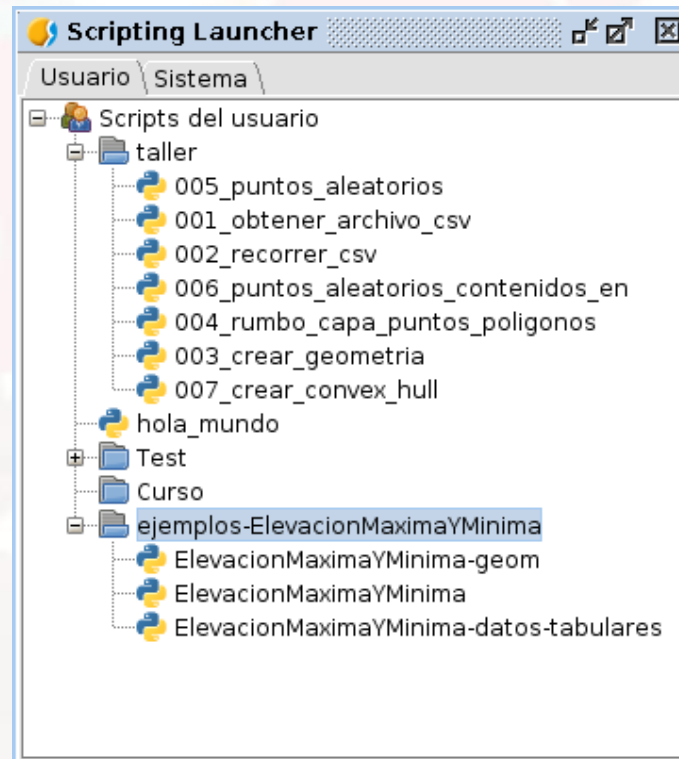 Scripting Launcher
Usuario Sistema
Scripts del usuario
taller
005_puntos_aleatorios
001_obtener_archivo_csv
002_recorrer_csv
006_puntos_aleatorios_contenidos_en
004_rumbo_capa_puntos_poligonos
003_crear_geometria
007_crear_convex_hull
hola_mundo
Test
Curso
ejemplos-ElevacionMaximaYMinima
ElevacionMaximaYMinima-geom
ElevacionMaximaYMinima
ElevacionMaximaYMinima-datos-tabulares